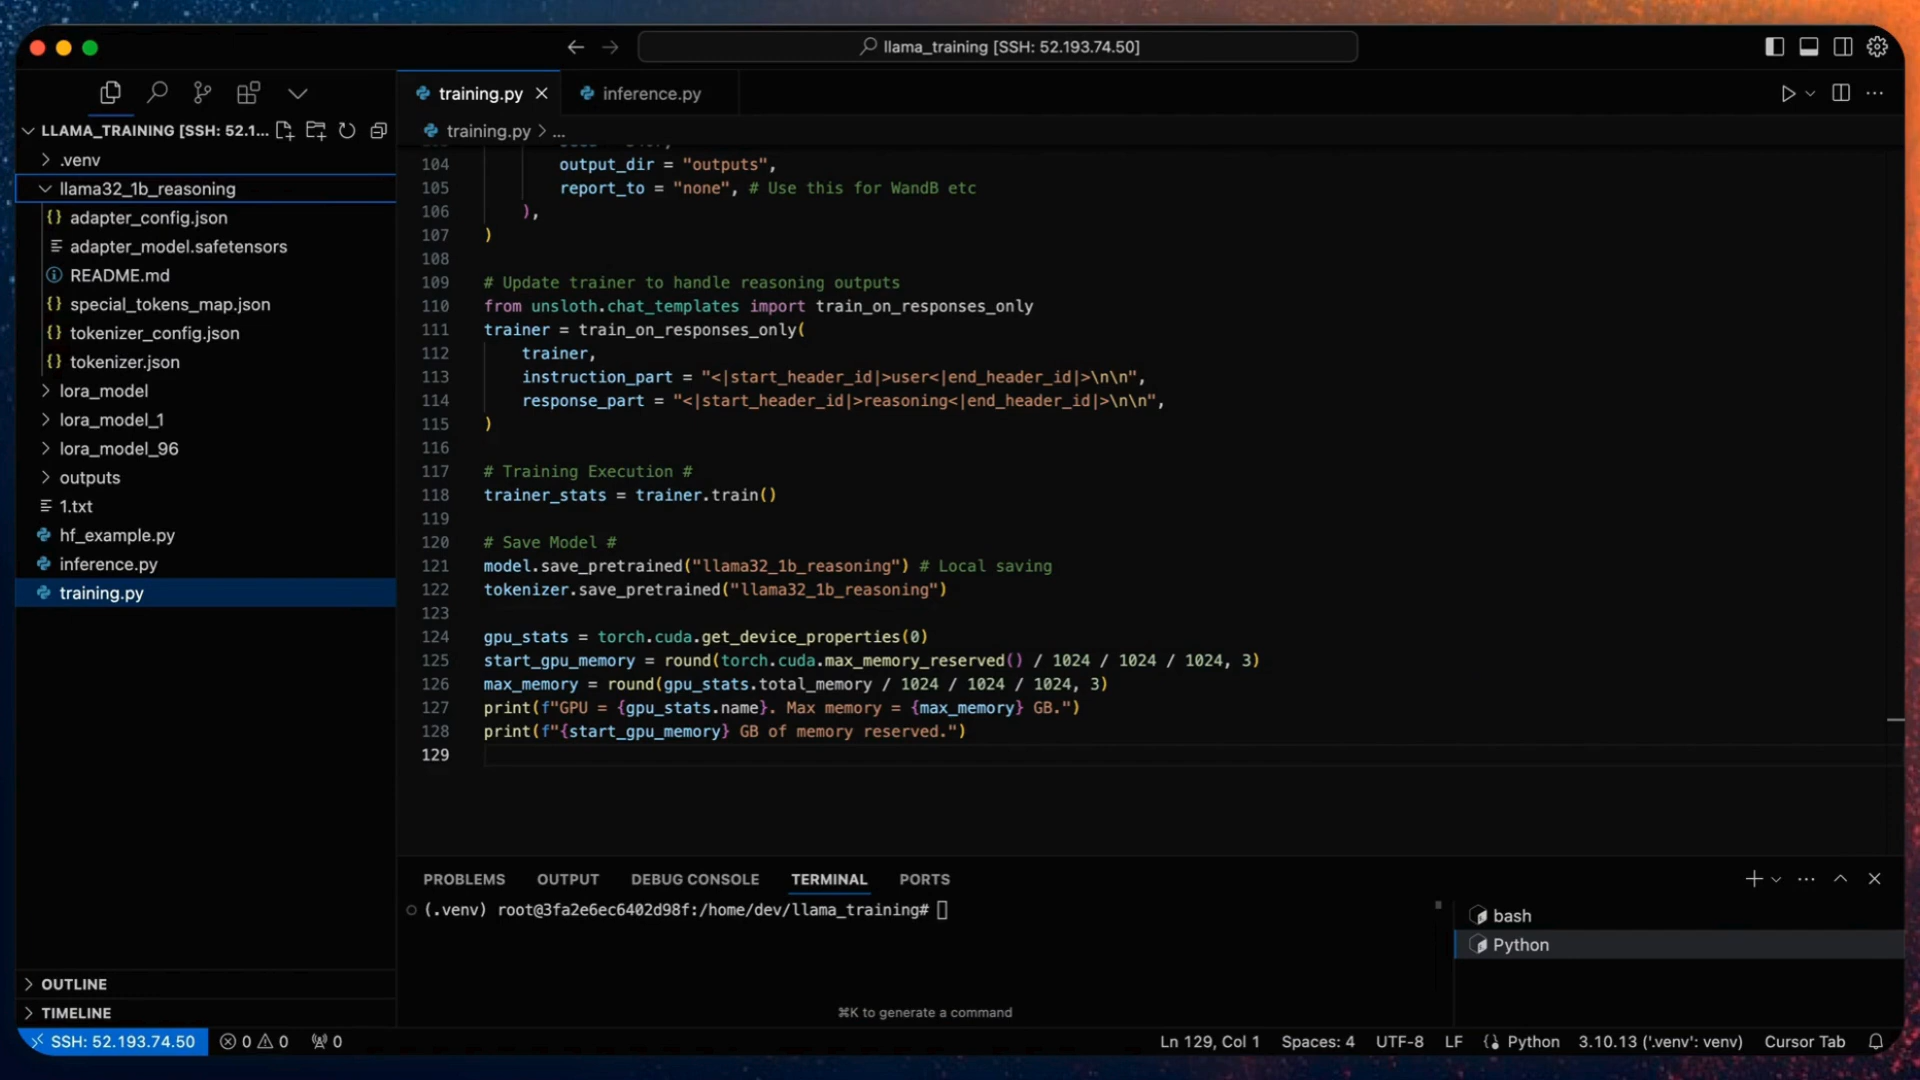 llama_training [SSH: 52.193.74.50]
LLAMA_TRAINING [SSH: 52.1...
.venv
llama32_1b_reasoning
adapter_config.json
adapter_model.safetensors
README.md
special_tokens_map.json
tokenizer_config.json
tokenizer.json
lora_model
lora_model_1
lora_model_96
outputs
1.txt
hf_example.py
inference.py
training.py
OUTLINE
TIMELINE
training.py
inference.py
training.py > ...
104 output_dir = "outputs",
105 report_to = "none", # Use this for WandB etc
106 ),
107 )
108
109 # Update trainer to handle reasoning outputs
110 from unsloth.chat_templates import train_on_responses_only
111 trainer = train_on_responses_only(
112 trainer,
113 instruction_part = "<|start_header_id|>user<|end_header_id|>\n\n",
114 response_part = "<|start_header_id|>reasoning<|end_header_id|>\n\n",
115 )
116
117 # Training Execution #
118 trainer_stats = trainer.train()
119
120 # Save Model #
121 model.save_pretrained("llama32_1b_reasoning") # Local saving
122 tokenizer.save_pretrained("llama32_1b_reasoning")
123
124 gpu_stats = torch.cuda.get_device_properties(0)
125 start_gpu_memory = round(torch.cuda.max_memory_reserved() / 1024 / 1024 / 1024, 3)
126 max_memory = round(gpu_stats.total_memory / 1024 / 1024 / 1024, 3)
127 print(f"GPU = {gpu_stats.name}. Max memory = {max_memory} GB.")
128 print(f"{start_gpu_memory} GB of memory reserved.")
129
PROBLEMS OUTPUT DEBUG CONSOLE TERMINAL PORTS
(.venv) root@3fa2e6ec6402d98f:/home/dev/llama_training#
bash
Python
⌘K to generate a command
SSH: 52.193.74.50 0 0 0 Ln 129, Col 1 Spaces: 4 UTF-8 LF Python 3.10.13 ('.venv': venv) Cursor Tab